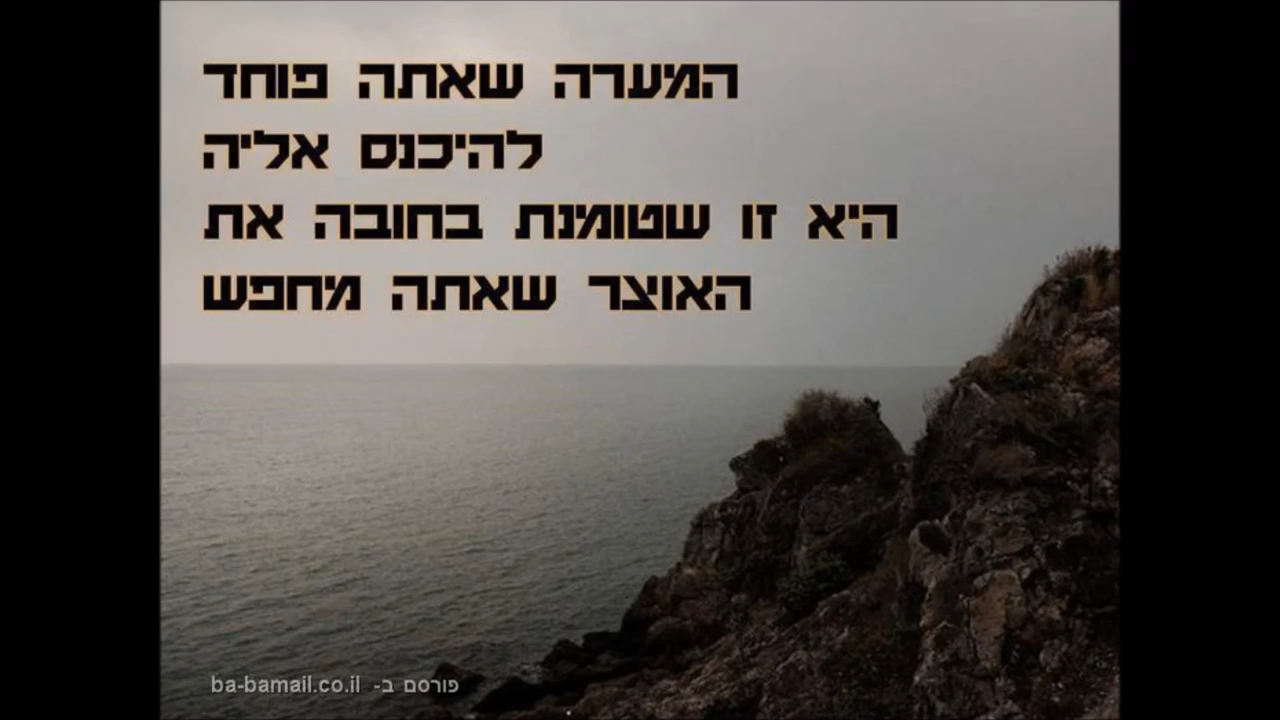 המערה שאתה פוחד
להיכנס אליה
היא זו שטומנת בחובה את
האוצר שאתה מחפש
פורסם ב- ba-bamail.co.il